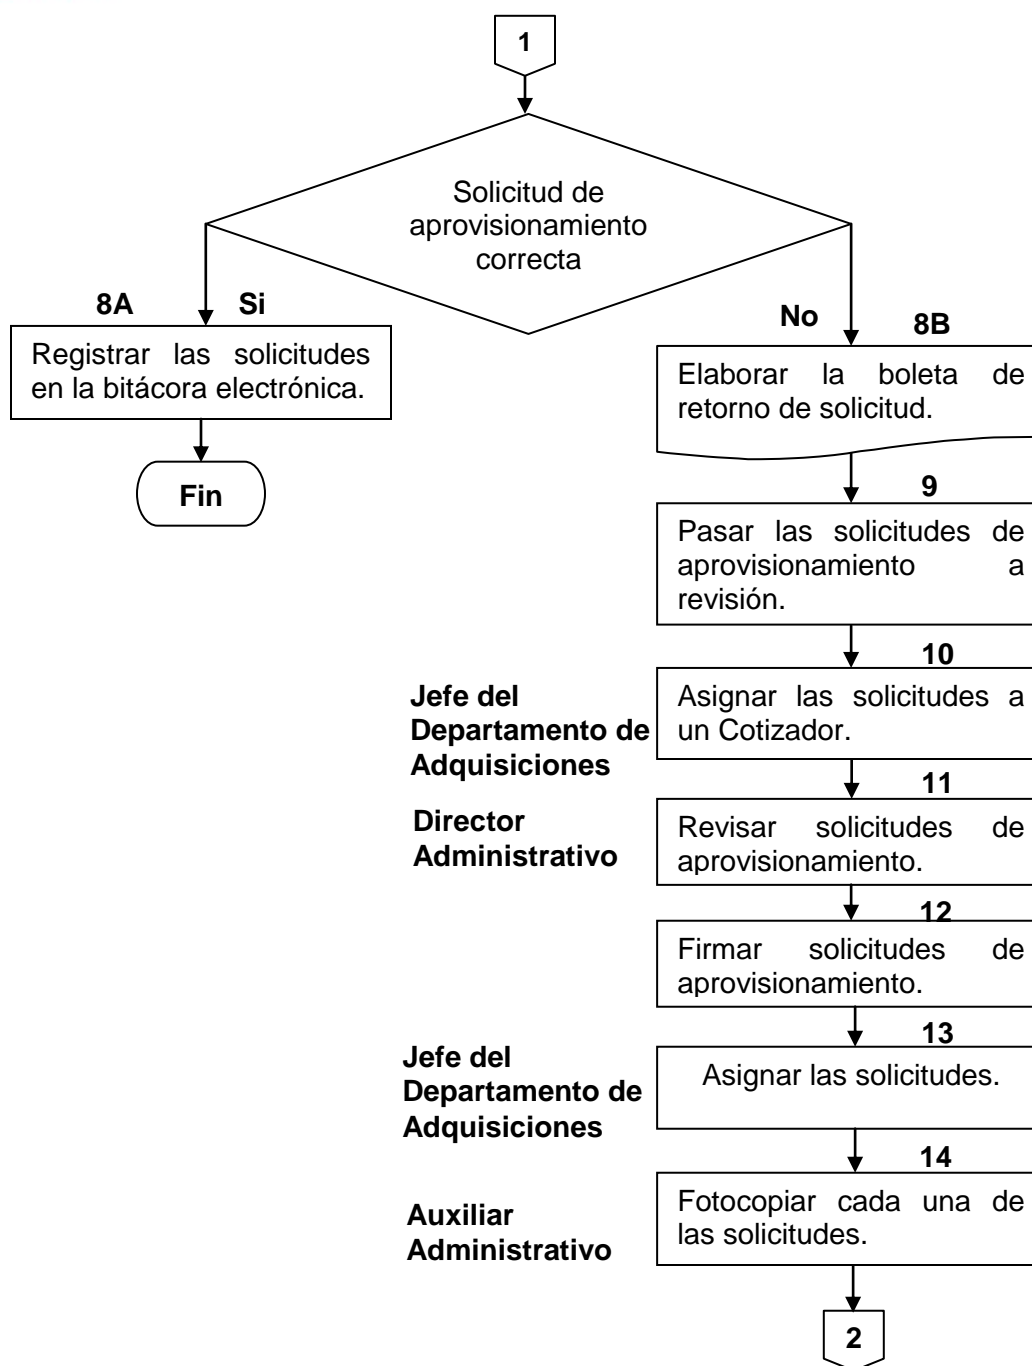 1
Solicitud de
aprovisionamiento
correcta
8A
Si
Registrar las solicitudes
en la bitácora electrónica.
Fin
No
8B
Elaborar la boleta de
retorno de solicitud.
9
Pasar las solicitudes de
aprovisionamiento a
revisión.
10
Jefe del
Departamento de
Adquisiciones
Asignar las solicitudes a
un Cotizador.
11
Director
Administrativo
Revisar solicitudes de
aprovisionamiento.
12
Firmar solicitudes de
aprovisionamiento.
13
Jefe del
Departamento de
Adquisiciones
Asignar las solicitudes.
14
Auxiliar
Administrativo
Fotocopiar cada una de
las solicitudes.
2